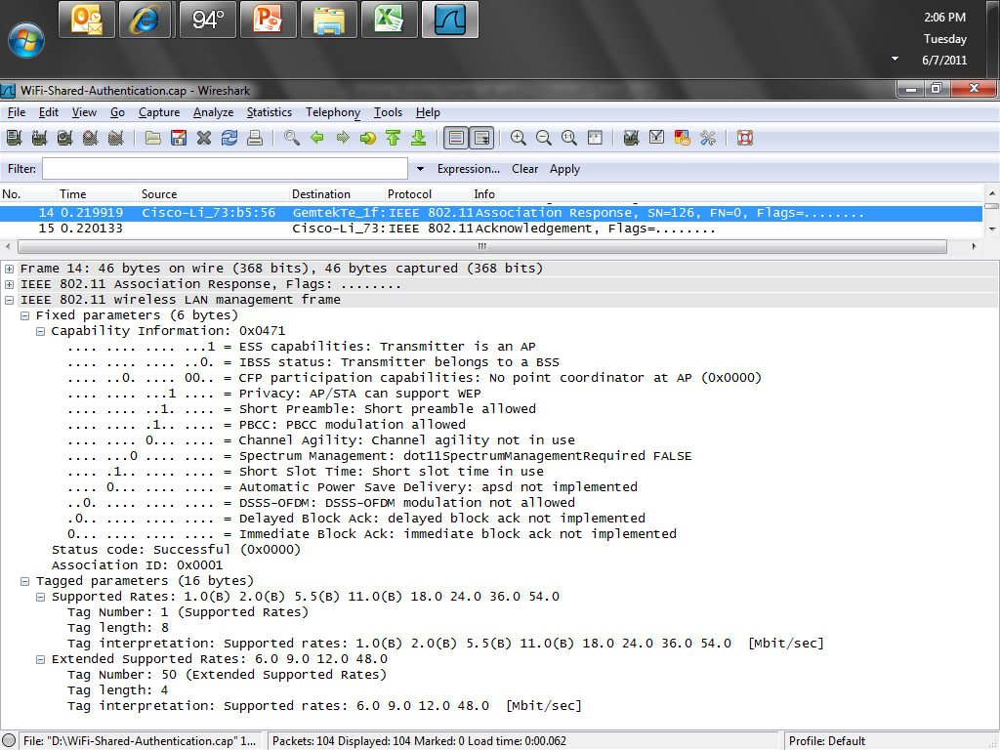 94°
2:06 PM
Tuesday
6/7/2011
WiFi-Shared-Authentication.cap - Wireshark
File Edit View Go Capture Analyze Statistics Telephony Tools Help
Filter: Expression... Clear Apply
No. Time Source Destination Protocol Info
14 0.219919 Cisco-Li_73:b5:56 GemtekTe_1f: IEEE 802.11 Association Response, SN=126, FN=0, Flags=........
15 0.220133 Cisco-Li_73: IEEE 802.11 Acknowledgement, Flags=........
Frame 14: 46 bytes on wire (368 bits), 46 bytes captured (368 bits)
IEEE 802.11 Association Response, Flags: ........
IEEE 802.11 wireless LAN management frame
Fixed parameters (6 bytes)
Capability Information: 0x0471
.... .... .... ...1 = ESS capabilities: Transmitter is an AP
.... .... .... ..0. = IBSS status: Transmitter belongs to a BSS
.... ..0. .... 00.. = CFP participation capabilities: No point coordinator at AP (0x0000)
.... .... ...1 .... = Privacy: AP/STA can support WEP
.... .... ..1. .... = Short Preamble: Short preamble allowed
.... .... .1.. .... = PBCC: PBCC modulation allowed
.... .... 0... .... = Channel Agility: Channel agility not in use
.... ...0 .... .... = Spectrum Management: dot11SpectrumManagementRequired FALSE
.... .1.. .... .... = Short Slot Time: Short slot time in use
.... 0... .... .... = Automatic Power Save Delivery: apsd not implemented
..0. .... .... .... = DSSS-OFDM: DSSS-OFDM modulation not allowed
.0.. .... .... .... = Delayed Block Ack: delayed block ack not implemented
0... .... .... .... = Immediate Block Ack: immediate block ack not implemented
Status code: Successful (0x0000)
Association ID: 0x0001
Tagged parameters (16 bytes)
Supported Rates: 1.0(B) 2.0(B) 5.5(B) 11.0(B) 18.0 24.0 36.0 54.0
Tag Number: 1 (Supported Rates)
Tag length: 8
Tag interpretation: Supported rates: 1.0(B) 2.0(B) 5.5(B) 11.0(B) 18.0 24.0 36.0 54.0 [Mbit/sec]
Extended Supported Rates: 6.0 9.0 12.0 48.0
Tag Number: 50 (Extended Supported Rates)
Tag length: 4
Tag interpretation: Supported rates: 6.0 9.0 12.0 48.0 [Mbit/sec]
File: "D:\WiFi-Shared-Authentication.cap" 1... Packets: 104 Displayed: 104 Marked: 0 Load time: 0:00.062 Profile: Default